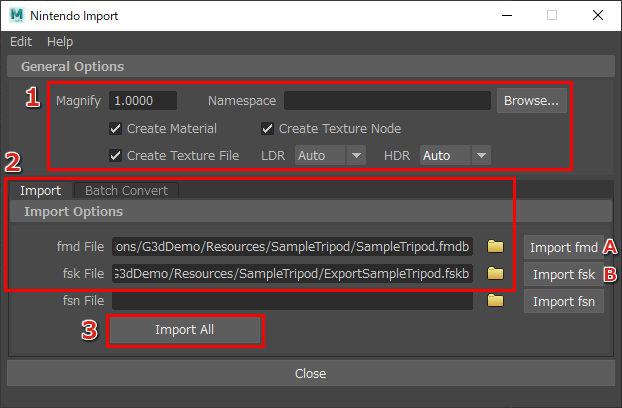 Nintendo Import
Edit Help
General Options
1
Magnify 1.0000 Namespace Browse...
Create Material Create Texture Node
Create Texture File LDR Auto HDR Auto
2
Import Batch Convert
Import Options
fmd File ons/G3dDemo/Resources/SampleTripod/SampleTripod.fmdb Import fmd A
fsk File G3dDemo/Resources/SampleTripod/ExportSampleTripod.fskb Import fsk B
fsn File Import fsn
3 Import All
Close